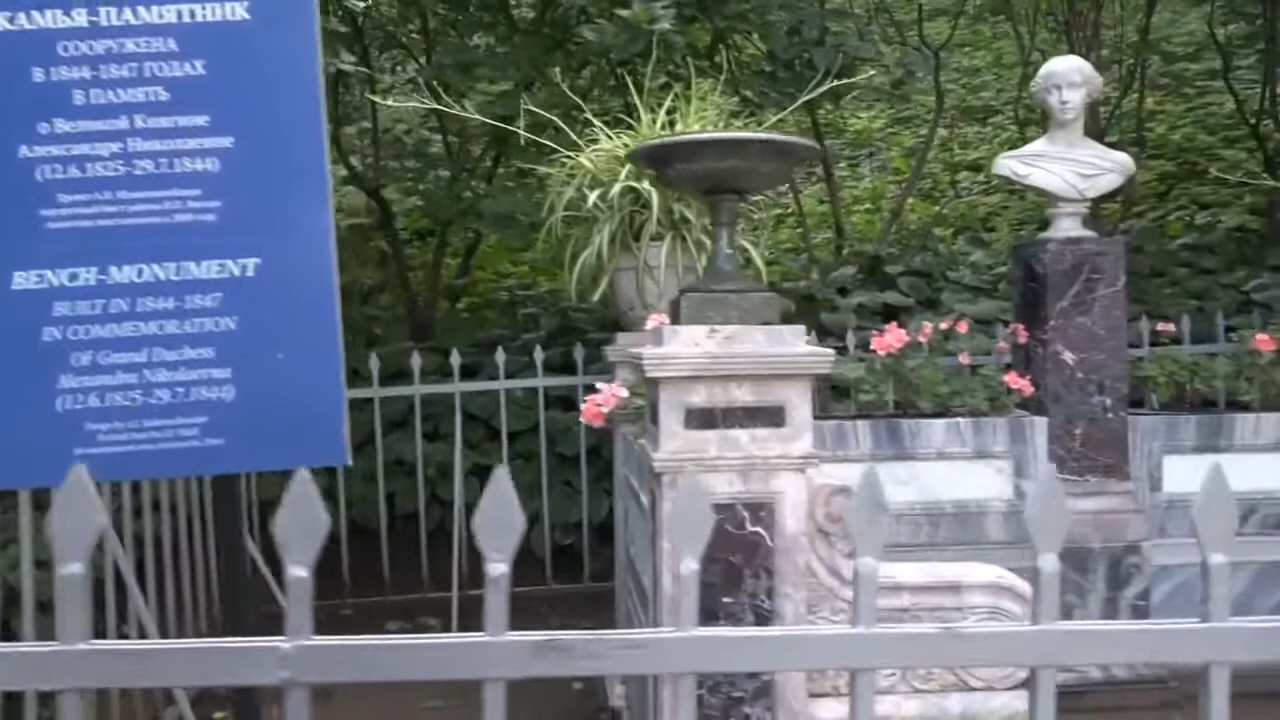 КАМЬЯ-ПАМЯТНИК
СООРУЖЕНА
В 1844-1847 ГОДАХ
В ПАМЯТЬ
о Великой Княгине
Александре Николаевне
(12.6.1825-29.7.1844)
BENCH-MONUMENT
BUILT IN 1844-1847
IN COMMEMORATION
OF Grand Duchess
Alexandra Nikolaevna
(12.6.1825-29.7.1844)